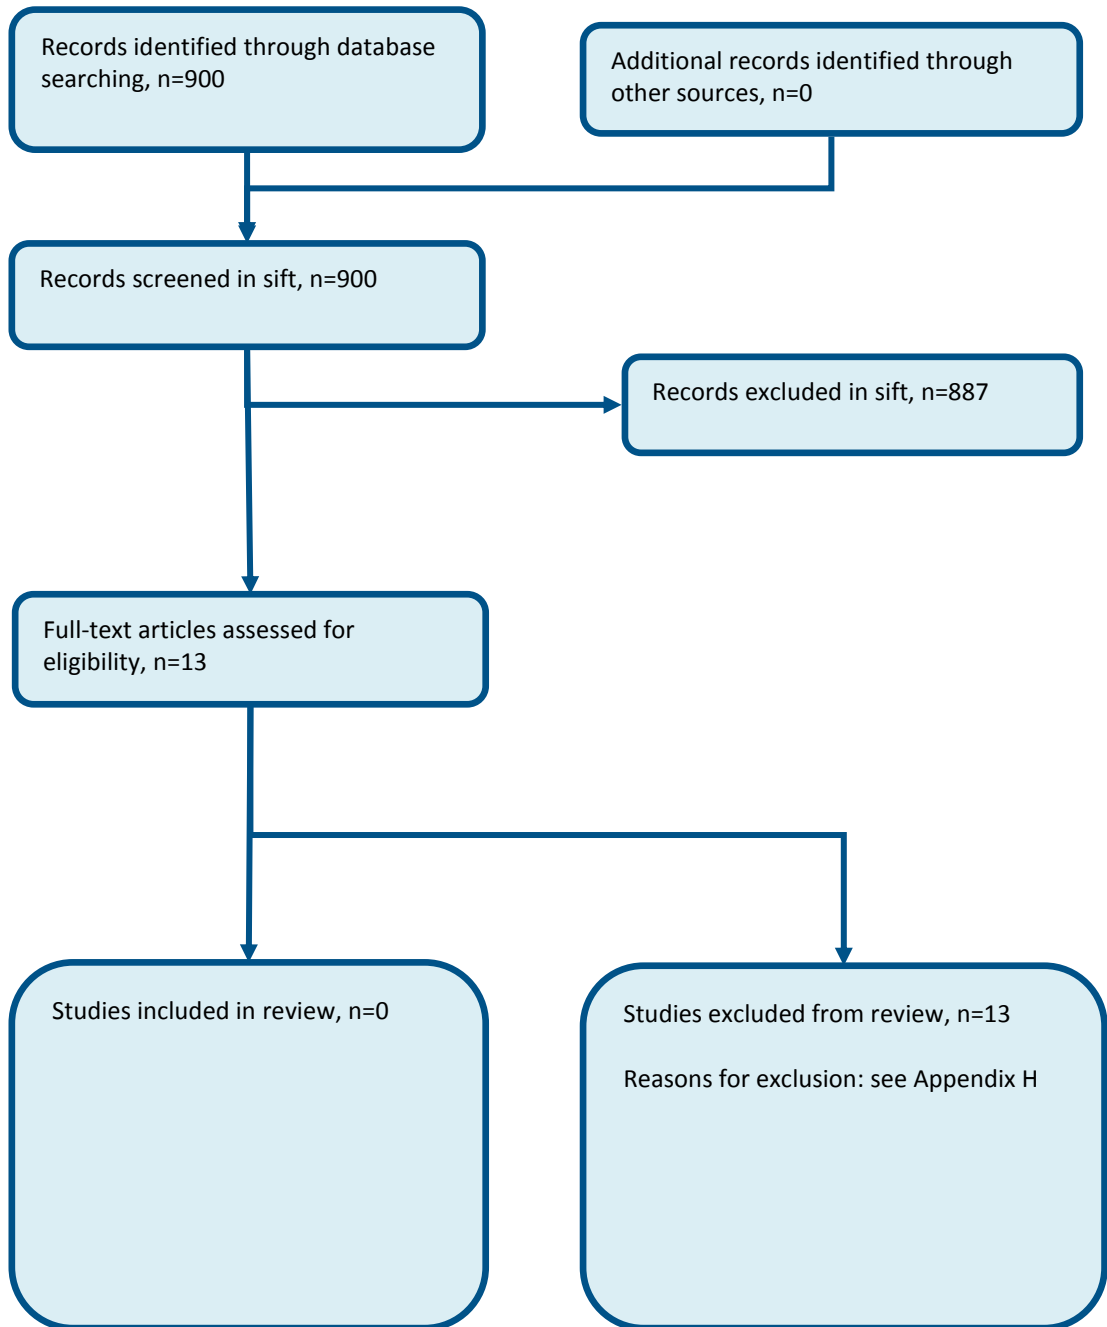 Records identified through database
searching, n=900
Additional records identified through
other sources, n=0
Records screened in sift, n=900
Records excluded in sift, n=887
Full-text articles assessed for
eligibility, n=13
Studies included in review, n=0
Studies excluded from review, n=13
Reasons for exclusion: see Appendix H